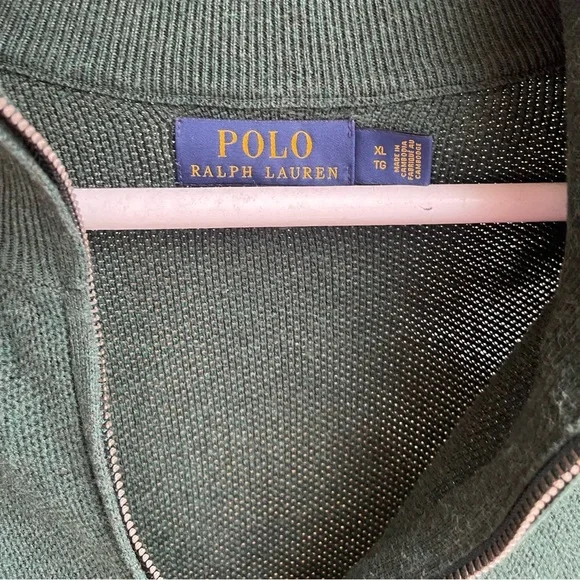 POLO
RALPH LAUREN
XL
TG
MADE IN
CAMBODIA
FABRIQUÉ AU
CAMBODGE